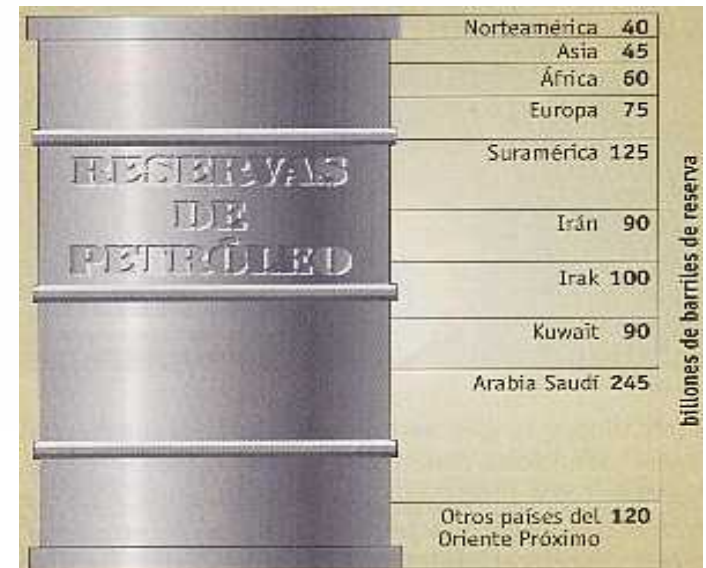 RESERVAS
DE
PETRÓLEO
Norteamérica 40
Asia 45
África 60
Europa 75
Suramérica 125
Irán 90
Irak 100
Kuwait 90
Arabia Saudí 245
Otros países del 120
Oriente Próximo
billones de barriles de reserva